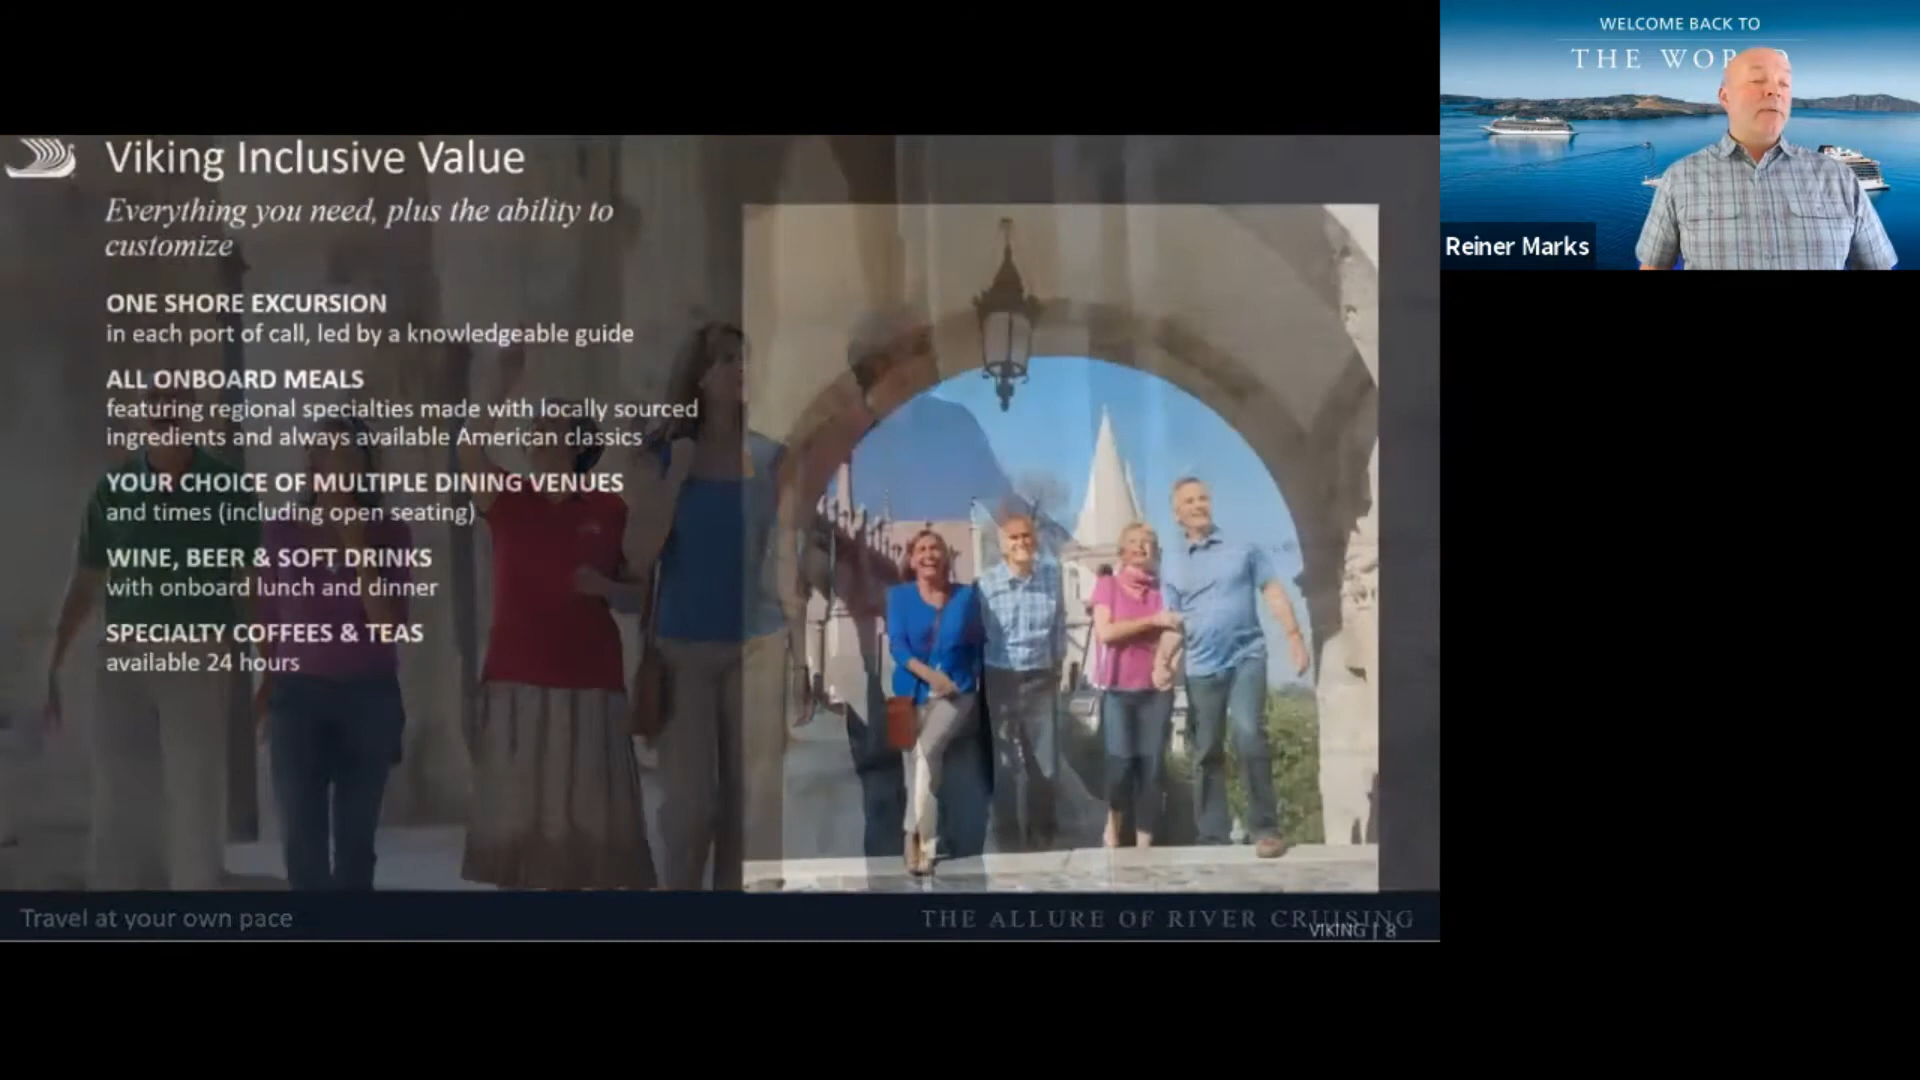 Viking Inclusive Value
Everything you need, plus the ability to
customize
ONE SHORE EXCURSION
in each port of call, led by a knowledgeable guide
ALL ONBOARD MEALS
featuring regional specialties made with locally sourced
ingredients and always available American classics
YOUR CHOICE OF MULTIPLE DINING VENUES
and times (including open seating)
WINE, BEER & SOFT DRINKS
with onboard lunch and dinner
SPECIALTY COFFEES & TEAS
available 24 hours
Travel at your own pace
THE ALLURE OF RIVER CRUISING
VIKING | 8
WELCOME BACK TO
THE
Reiner Marks